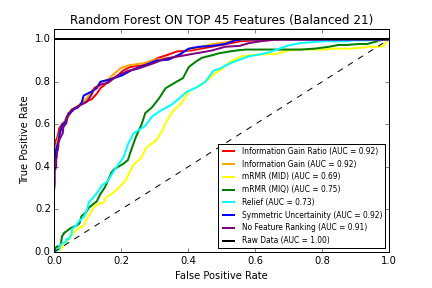 Random Forest ON TOP 45 Features (Balanced 21)
True Positive Rate
1.0
0.8
0.6
0.4
0.2
0.0
Information Gain Ratio (AUC = 0.92)
Information Gain (AUC = 0.92)
mRMR (MID) (AUC = 0.69)
mRMR (MIQ) (AUC = 0.75)
Relief (AUC = 0.73)
Symmetric Uncertainity (AUC = 0.92)
No Feature Ranking (AUC = 0.91)
Raw Data (AUC = 1.00)
0.0 0.2 0.4 0.6 0.8 1.0
False Positive Rate